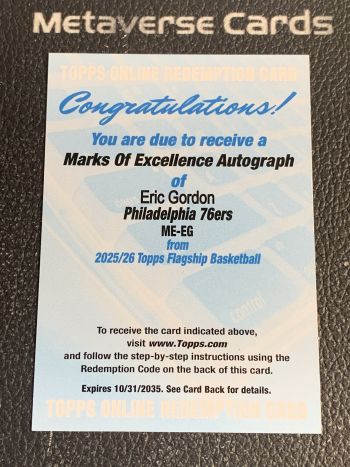 Metaverse Cards
TOPPS ONLINE REDEMPTION CARD
Congratulations!
You are due to receive a
Marks Of Excellence Autograph
of
Eric Gordon
Philadelphia 76ers
ME-EG
from
2025/26 Topps Flagship Basketball
Control
To receive the card indicated above,
visit www.Topps.com
and follow the step-by-step instructions using the
Redemption Code on the back of this card.
Expires 10/31/2035. See Card Back for details.
TOPPS ONLINE REDEMPTION CARD